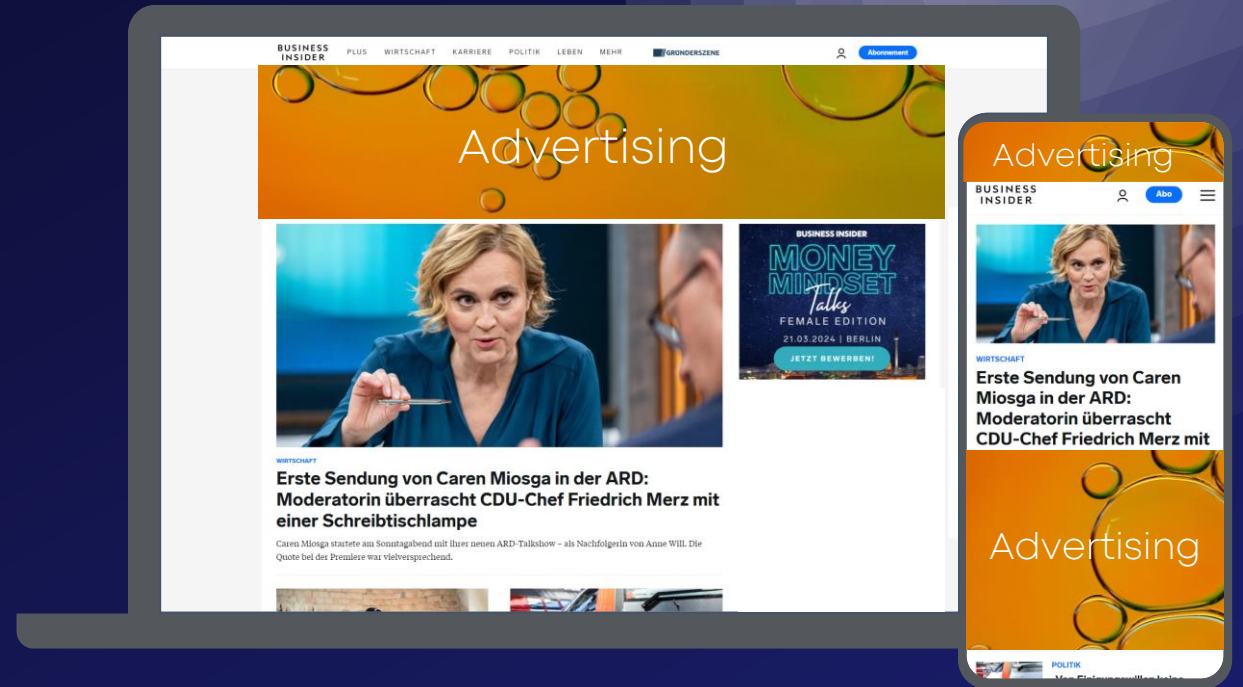 BUSINESS
INSIDER
PLUS WIRTSCHAFT KARRIERE POLITIK LEBEN MEHR GRÜNDERSZENE Abonnement
Advertising
BUSINESS INSIDER
MONEY
MINDSET
Talks
FEMALE EDITION
21.03.2024 | BERLIN
JETZT BEWERBEN!
WIRTSCHAFT
Erste Sendung von Caren Miosga in der ARD:
Moderatorin überrascht CDU-Chef Friedrich Merz mit
einer Schreibtischlampe
Caren Miosga startete am Sonntagabend mit ihrer neuen ARD-Talkshow – als Nachfolgerin von Anne Will. Die
Quote bei der Premiere war vielversprechend.
Advertising
BUSINESS
INSIDER
Abo
WIRTSCHAFT
Erste Sendung von Caren
Miosga in der ARD:
Moderatorin überrascht
CDU-Chef Friedrich Merz mit
Advertising
POLITIK